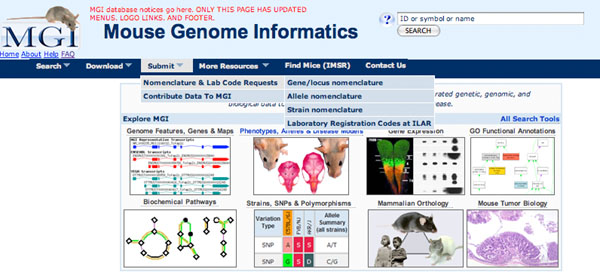 MGI database notices go here. ONLY THIS PAGE HAS UPDATED
MENUS, LOGO LINKS, AND FOOTER.
MGI
Home About Help FAQ
Mouse Genome Informatics
? ID or symbol or name
SEARCH
Search Download Submit More Resources Find Mice (IMSR) Contact Us
Nomenclature & Lab Code Requests
Contribute Data To MGI
Gene/locus nomenclature
Allele nomenclature
Strain nomenclature
Laboratory Registration Codes at ILAR
rated genetic, genomic, and
biological data to ease.
Explore MGI All Search Tools
Genome Features, Genes & Maps
Phenotypes, Alleles & Disease Models
Gene Expression
GO Functional Annotations
MGI Representative Transcripts
Biochemical Pathways
Strains, SNPs & Polymorphisms
Mammalian Orthology
Mouse Tumor Biology
Variation Type Allele Summary (all strains)
SNP A S S A/T
SNP G S D C/G